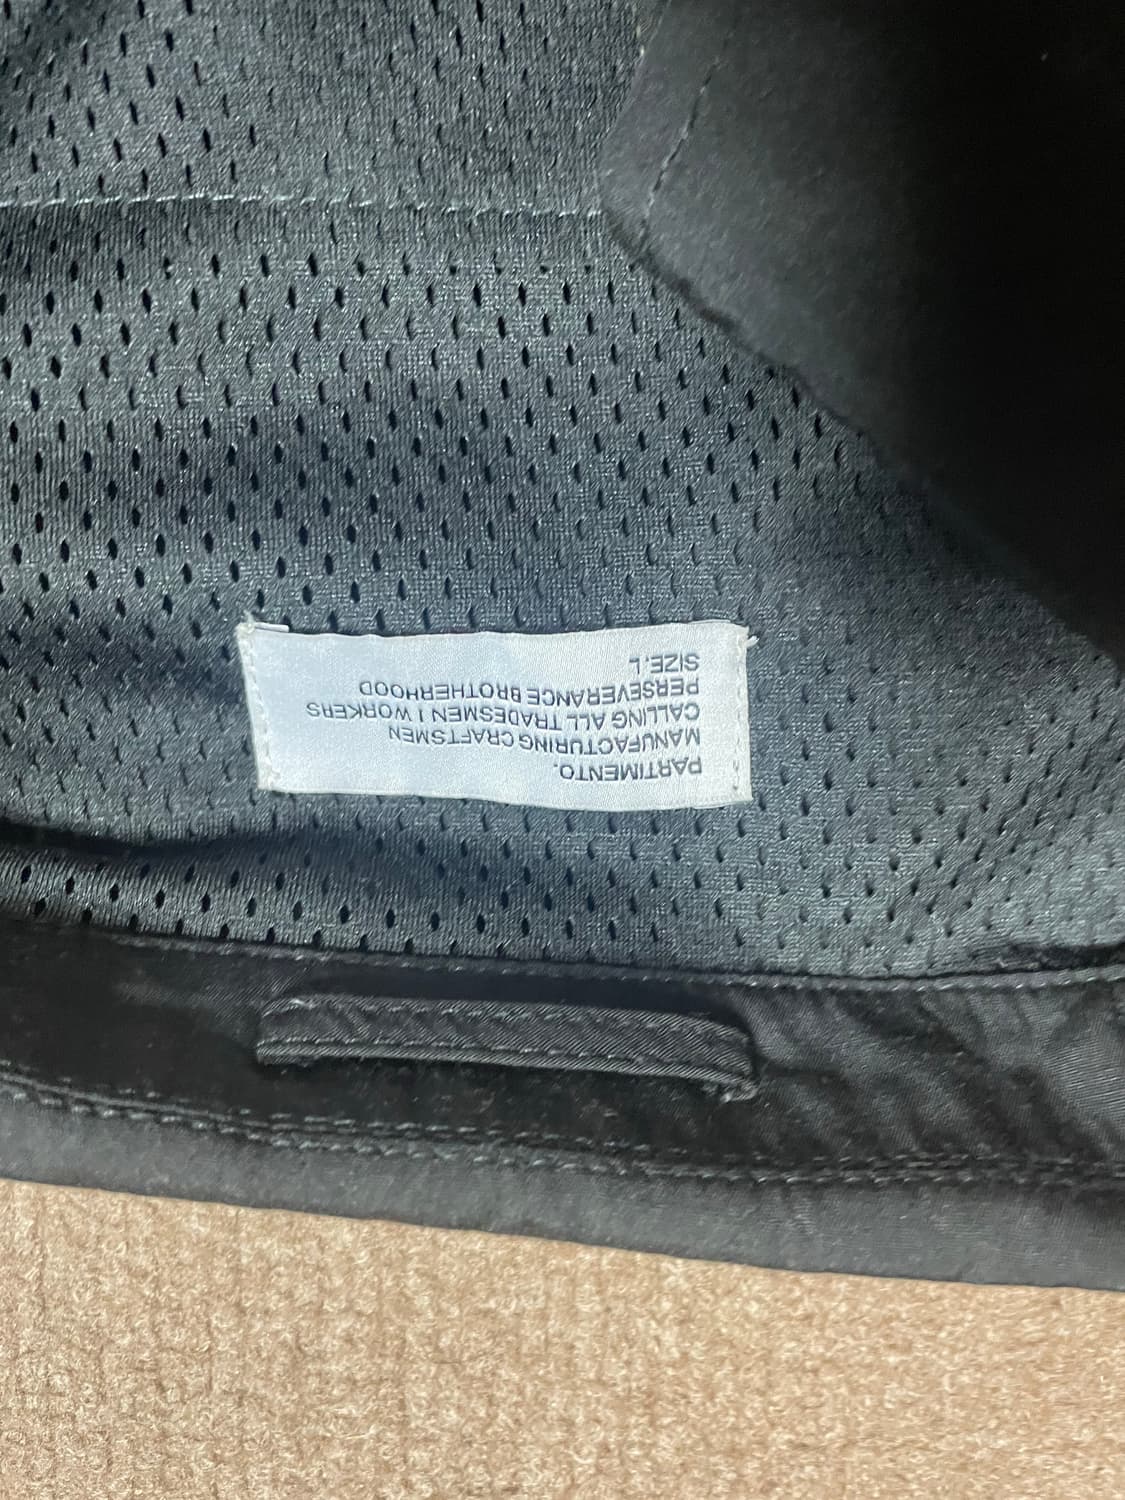 PARTIMENTO.
MANUFACTURING CRAFTSMEN
CALLING ALL TRADESMEN I WORKERS
PERSEVERANCE BROTHERHOOD
SIZE.L